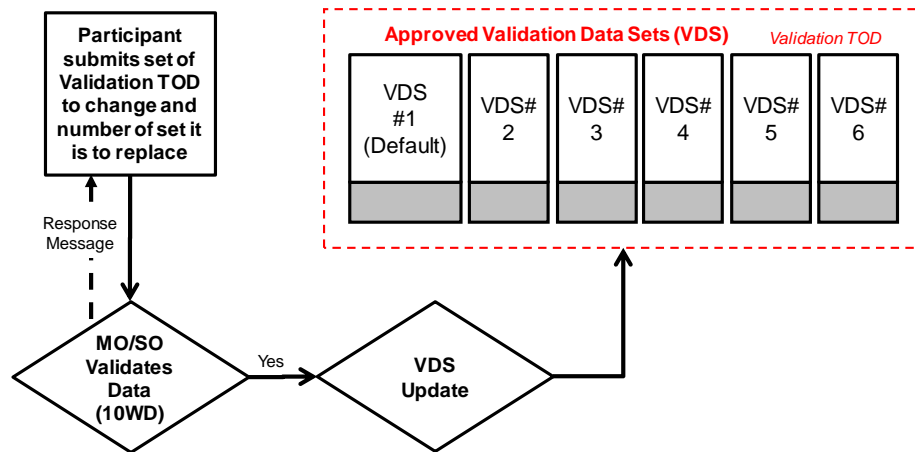 Participant
submits set of
Validation TOD
to change and
number of set it
is to replace
Approved Validation Data Sets (VDS)
Validation TOD
VDS
#1
(Default)
VDS#
2
VDS#
3
VDS#
4
VDS#
5
VDS#
6
Response
Message
MO/SO
Validates
Data
(10WD)
Yes
VDS
Update